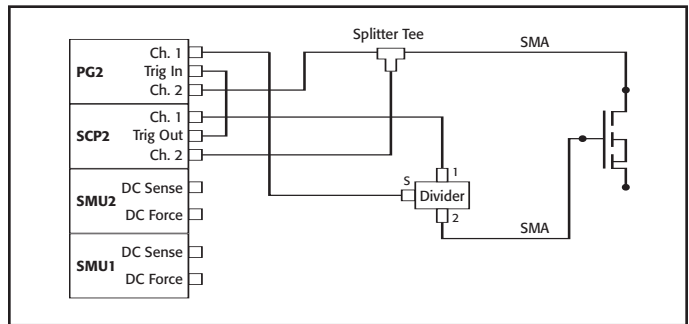 PG2
Ch. 1
Trig In
Ch. 2
SCP2
Ch. 1
Trig Out
Ch. 2
SMU2
DC Sense
DC Force
SMU1
DC Sense
DC Force
Splitter Tee
SMA
1
S
Divider
2
SMA